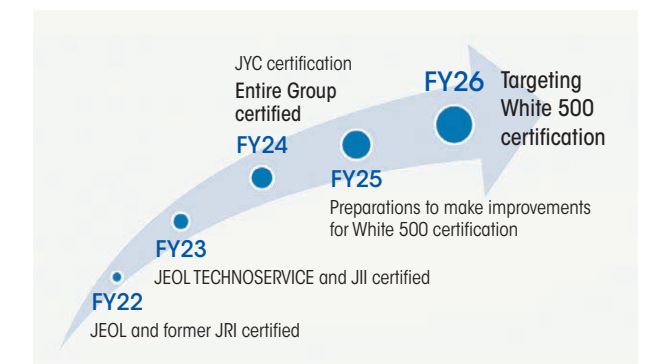 JYC certification
Entire Group
certified
FY24
FY26
Targeting
White 500
certification
FY25
Preparations to make improvements
for White 500 certification
FY23
JEOL TECHNOSERVICE and JII certified
FY22
JEOL and former JRI certified